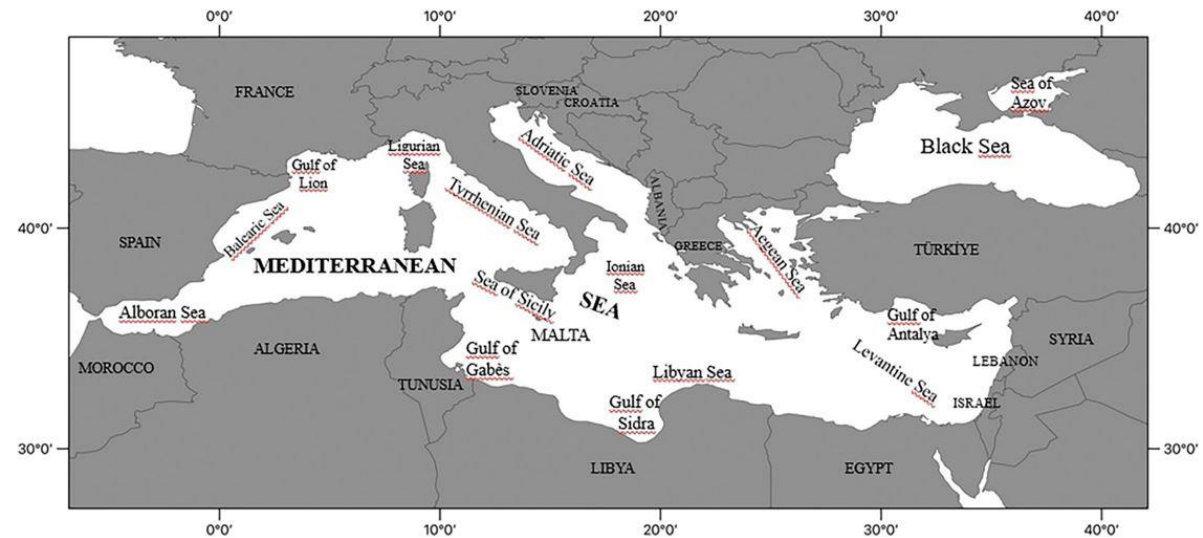 0°0'
10°0'
20°0'
30°0'
40°0'
FRANCE
SLOVENIA
CROATIA
Sea of
Azov
Black Sea
Ligurian
Sea
Adriatic Sea
Gulf of
Lion
Tyrrhenian Sea
ALBANIA
Balearic Sea
40°0'
40°0'
SPAIN
GREECE
Aegean Sea
TÜRKİYE
MEDITERRANEAN
Ionian
Sea
SEA
Sea of Sicily
Alboran Sea
MALTA
Gulf of
Antalya
SYRIA
ALGERIA
Gulf of
Gabès
LEBANON
MOROCCO
TUNUSIA
Libyan Sea
Levantine Sea
Gulf of
Sidra
ISRAEL
30°0'
30°0'
LIBYA
EGYPT
0°0'
10°0'
20°0'
30°0'
40°0'